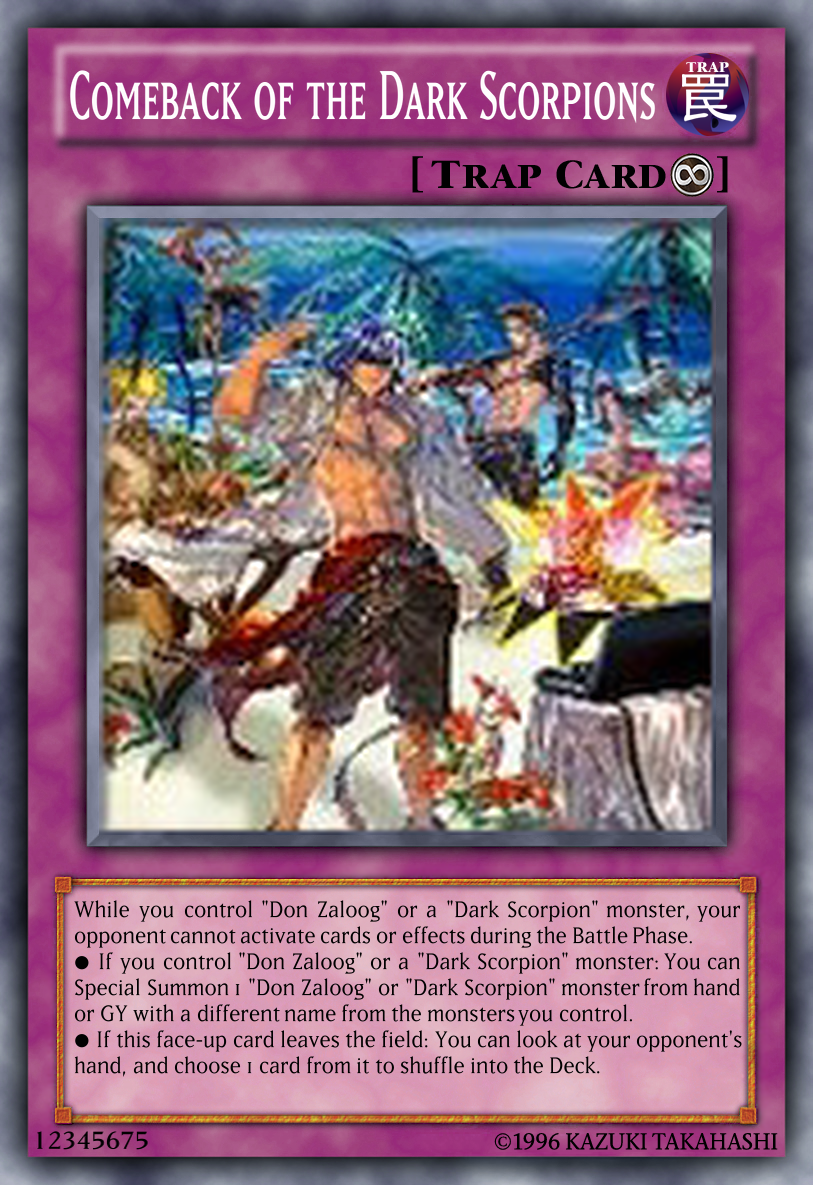 Comeback of the Dark Scorpions
TRAP
罠
[Trap Card∞]
While you control "Don Zaloog" or a "Dark Scorpion" monster, your
opponent cannot activate cards or effects during the Battle Phase.
● If you control "Don Zaloog" or a "Dark Scorpion" monster: You can
Special Summon 1 "Don Zaloog" or "Dark Scorpion" monster from hand
or GY with a different name from the monsters you control.
● If this face-up card leaves the field: You can look at your opponent's
hand, and choose 1 card from it to shuffle into the Deck.
12345675
©1996 KAZUKI TAKAHASHI